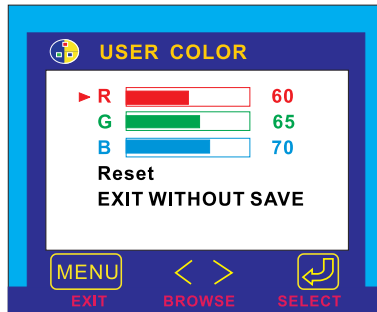 USER COLOR
R 60
G 65
B 70
Reset
EXIT WITHOUT SAVE
MENU < >
EXIT BROWSE SELECT